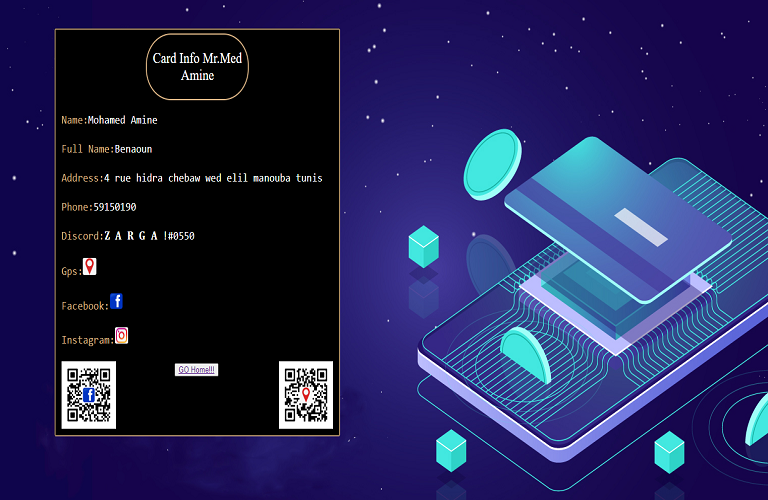 Card Info Mr.Med
Amine
Name:Mohamed Amine
Full Name:Benaoun
Address:4 rue hidra chebaw wed elil manouba tunis
Phone:59150190
Discord:Z A R G A !#0550
Gps:
Facebook:
Instagram:
GO Home!!!